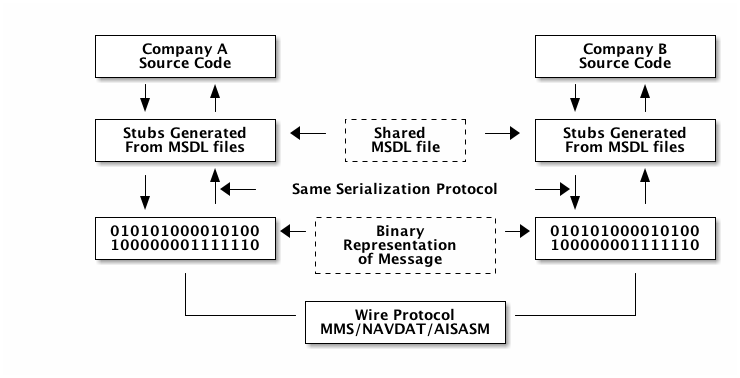 Company A
Source Code
Company B
Source Code
Stubs Generated
From MSDL files
Shared
MSDL file
Stubs Generated
From MSDL files
Same Serialization Protocol
010101000010100
100000001111110
Binary
Representation
of Message
010101000010100
100000001111110
Wire Protocol
MMS/NAVDAT/AISASM